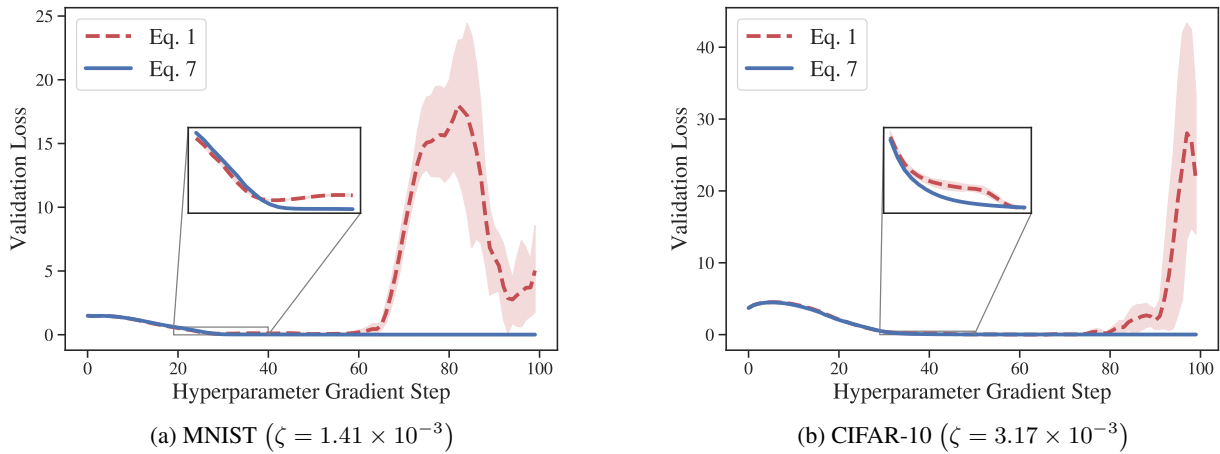 25
20
15
10
5
0
Validation Loss
Eq. 1
Eq. 7
0 20 40 60 80 100
Hyperparameter Gradient Step
(a) MNIST (ζ = 1.41 × 10⁻³)
40
30
20
10
0
Validation Loss
Eq. 1
Eq. 7
0 20 40 60 80 100
Hyperparameter Gradient Step
(b) CIFAR-10 (ζ = 3.17 × 10⁻³)